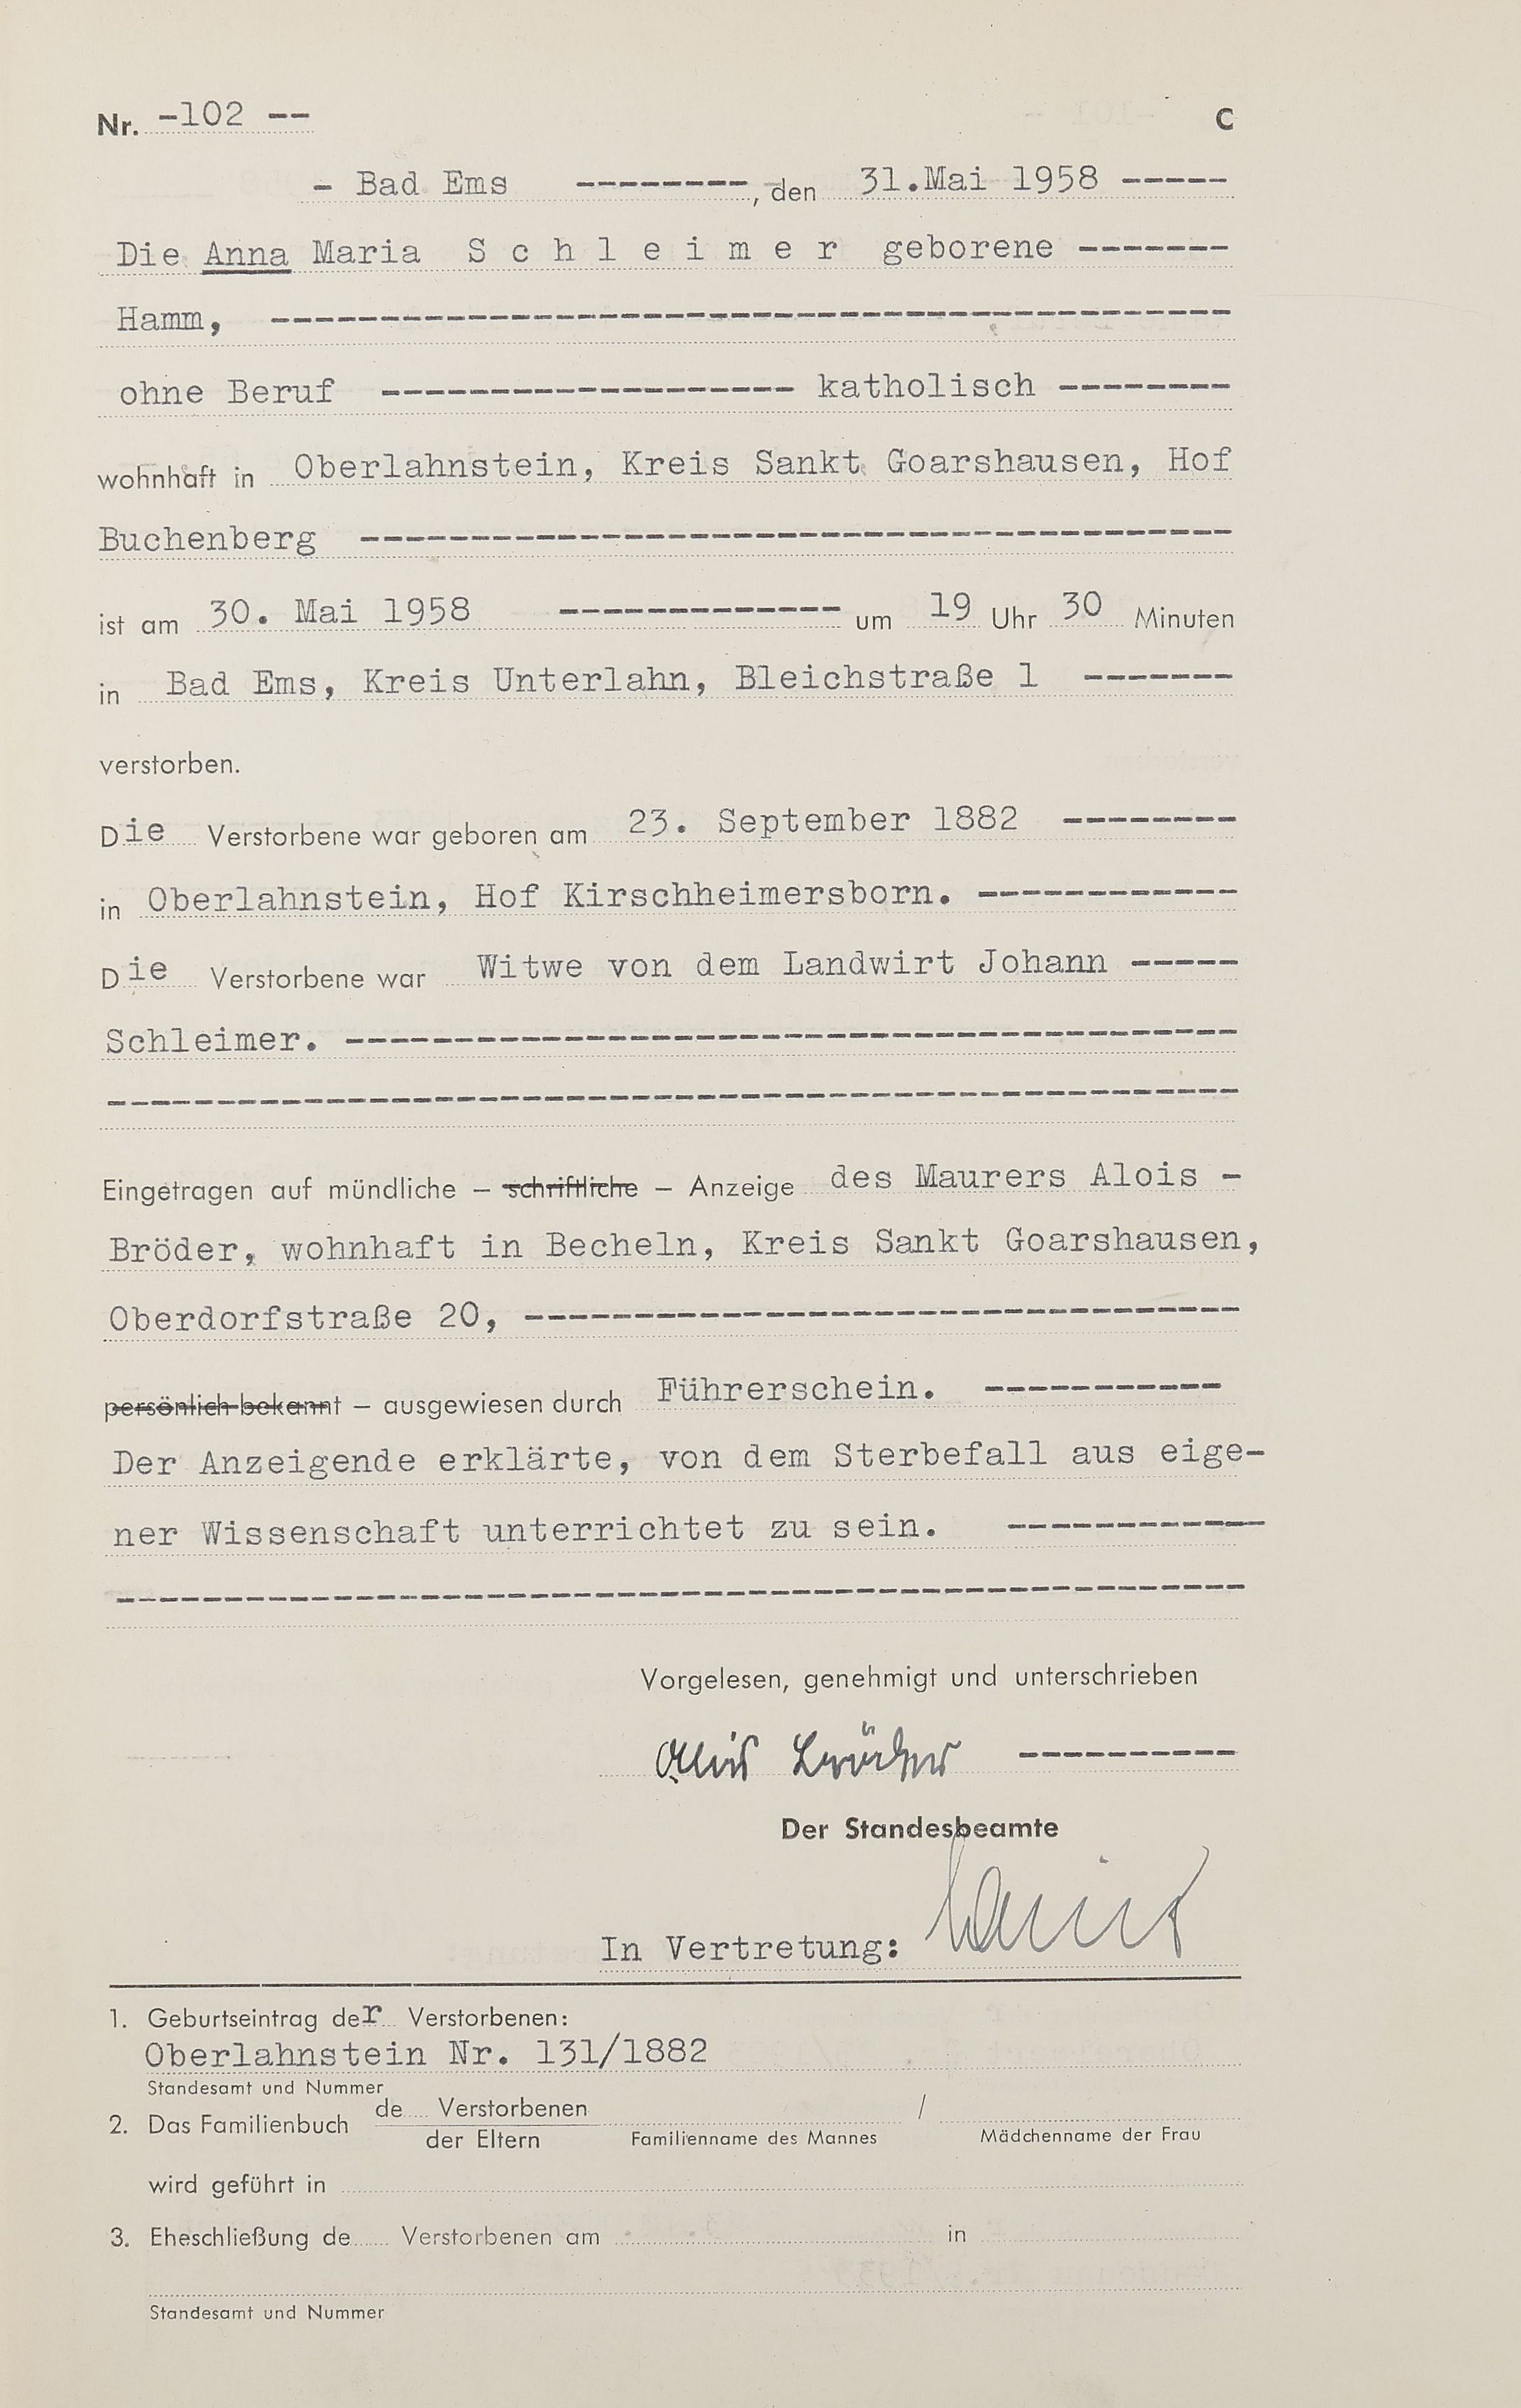 Nr. -102 -- C
- Bad Ems --------, den 31.Mai 1958 -----
Die Anna Maria S c h l e i m e r geborene -------
Hamm, --------------------------------------------
ohne Beruf ------------------- katholisch --------
wohnhaft in Oberlahnstein, Kreis Sankt Goarshausen, Hof
Buchenberg ----------------------------------------
ist am 30. Mai 1958 ------------- um 19 Uhr 30 Minuten
in Bad Ems, Kreis Unterlahn, Bleichstraße 1 -------
verstorben.
Die Verstorbene war geboren am 23. September 1882 --------
in Oberlahnstein, Hof Kirschheimersborn. ------------
Die Verstorbene war Witwe von dem Landwirt Johann -----
Schleimer. -----------------------------------------
----------------------------------------------------
Eingetragen auf mündliche – schriftliche – Anzeige des Maurers Alois -
Bröder, wohnhaft in Becheln, Kreis Sankt Goarshausen,
Oberdorfstraße 20, ---------------------------------
persönlich bekannt – ausgewiesen durch Führerschein. -----------
Der Anzeigende erklärte, von dem Sterbefall aus eige-
ner Wissenschaft unterrichtet zu sein. ------------
----------------------------------------------------
Vorgelesen, genehmigt und unterschrieben
Alois Bröder ----------
Der Standesbeamte
In Vertretung:
1. Geburtseintrag der Verstorbenen:
Oberlahnstein Nr. 131/1882
Standesamt und Nummer
2. Das Familienbuch de Verstorbenen /
der Eltern Familienname des Mannes Mädchenname der Frau
wird geführt in
3. Eheschließung de Verstorbenen am in
Standesamt und Nummer